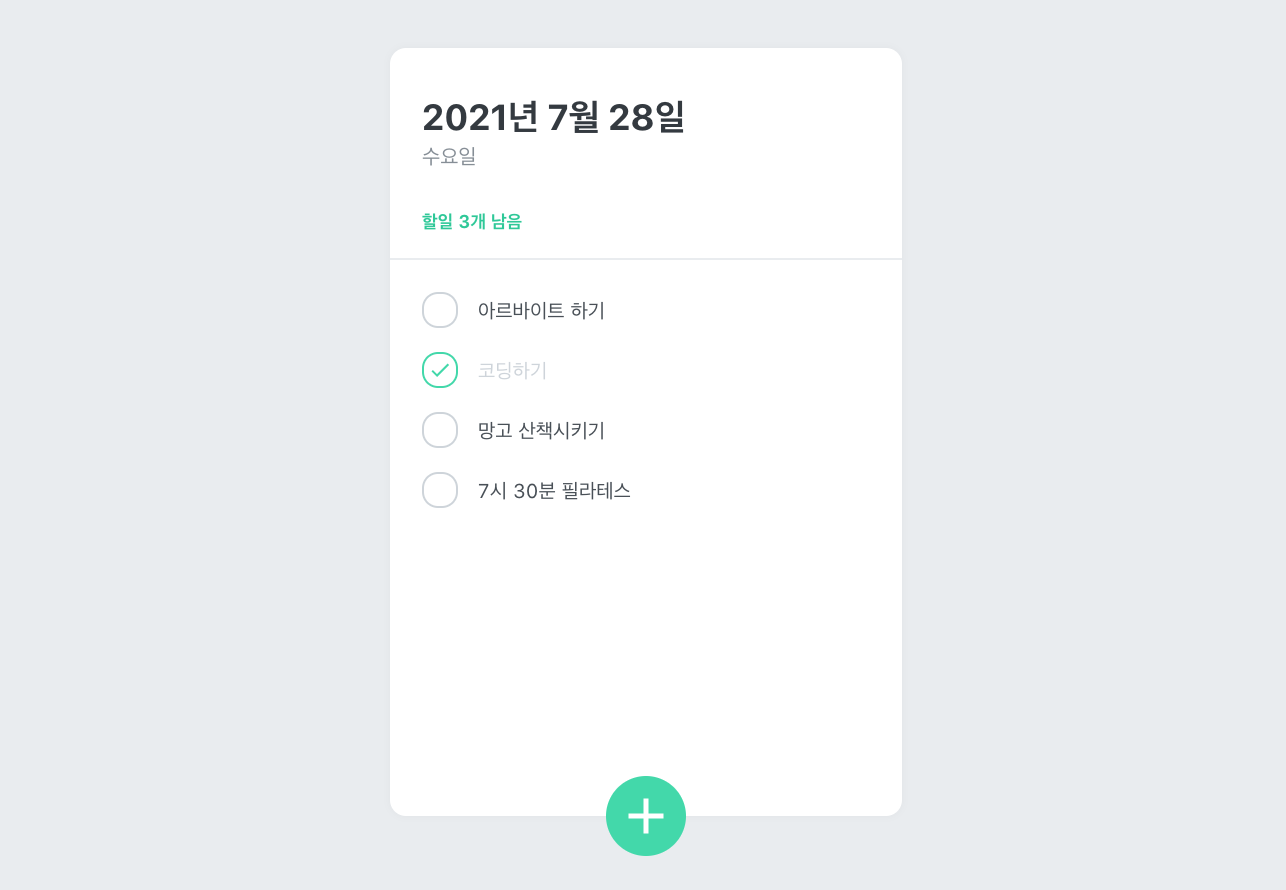 2021년 7월 28일
수요일
할일 3개 남음
아르바이트 하기
코딩하기
망고 산책시키기
7시 30분 필라테스